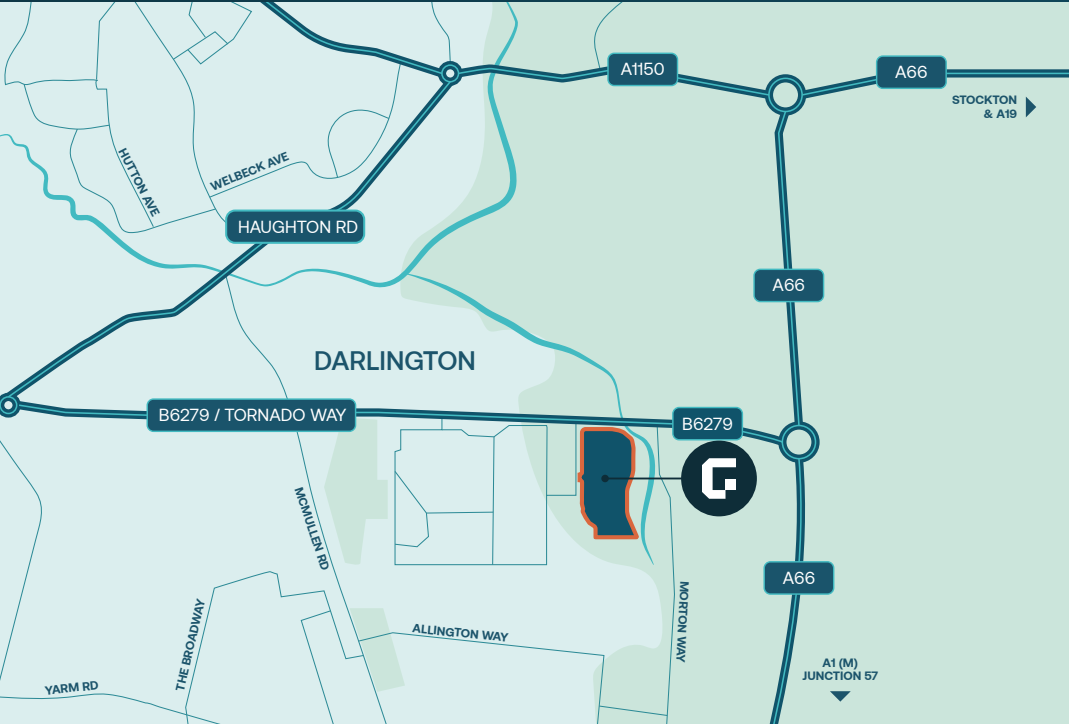 A1150
A66
STOCKTON
& A19
HUTTON AVE
WELBECK AVE
HAUGHTON RD
A66
DARLINGTON
B6279 / TORNADO WAY
B6279
G
MCMULLEN RD
A66
MORTON WAY
THE BROADWAY
ALLINGTON WAY
A1 (M)
JUNCTION 57
YARM RD